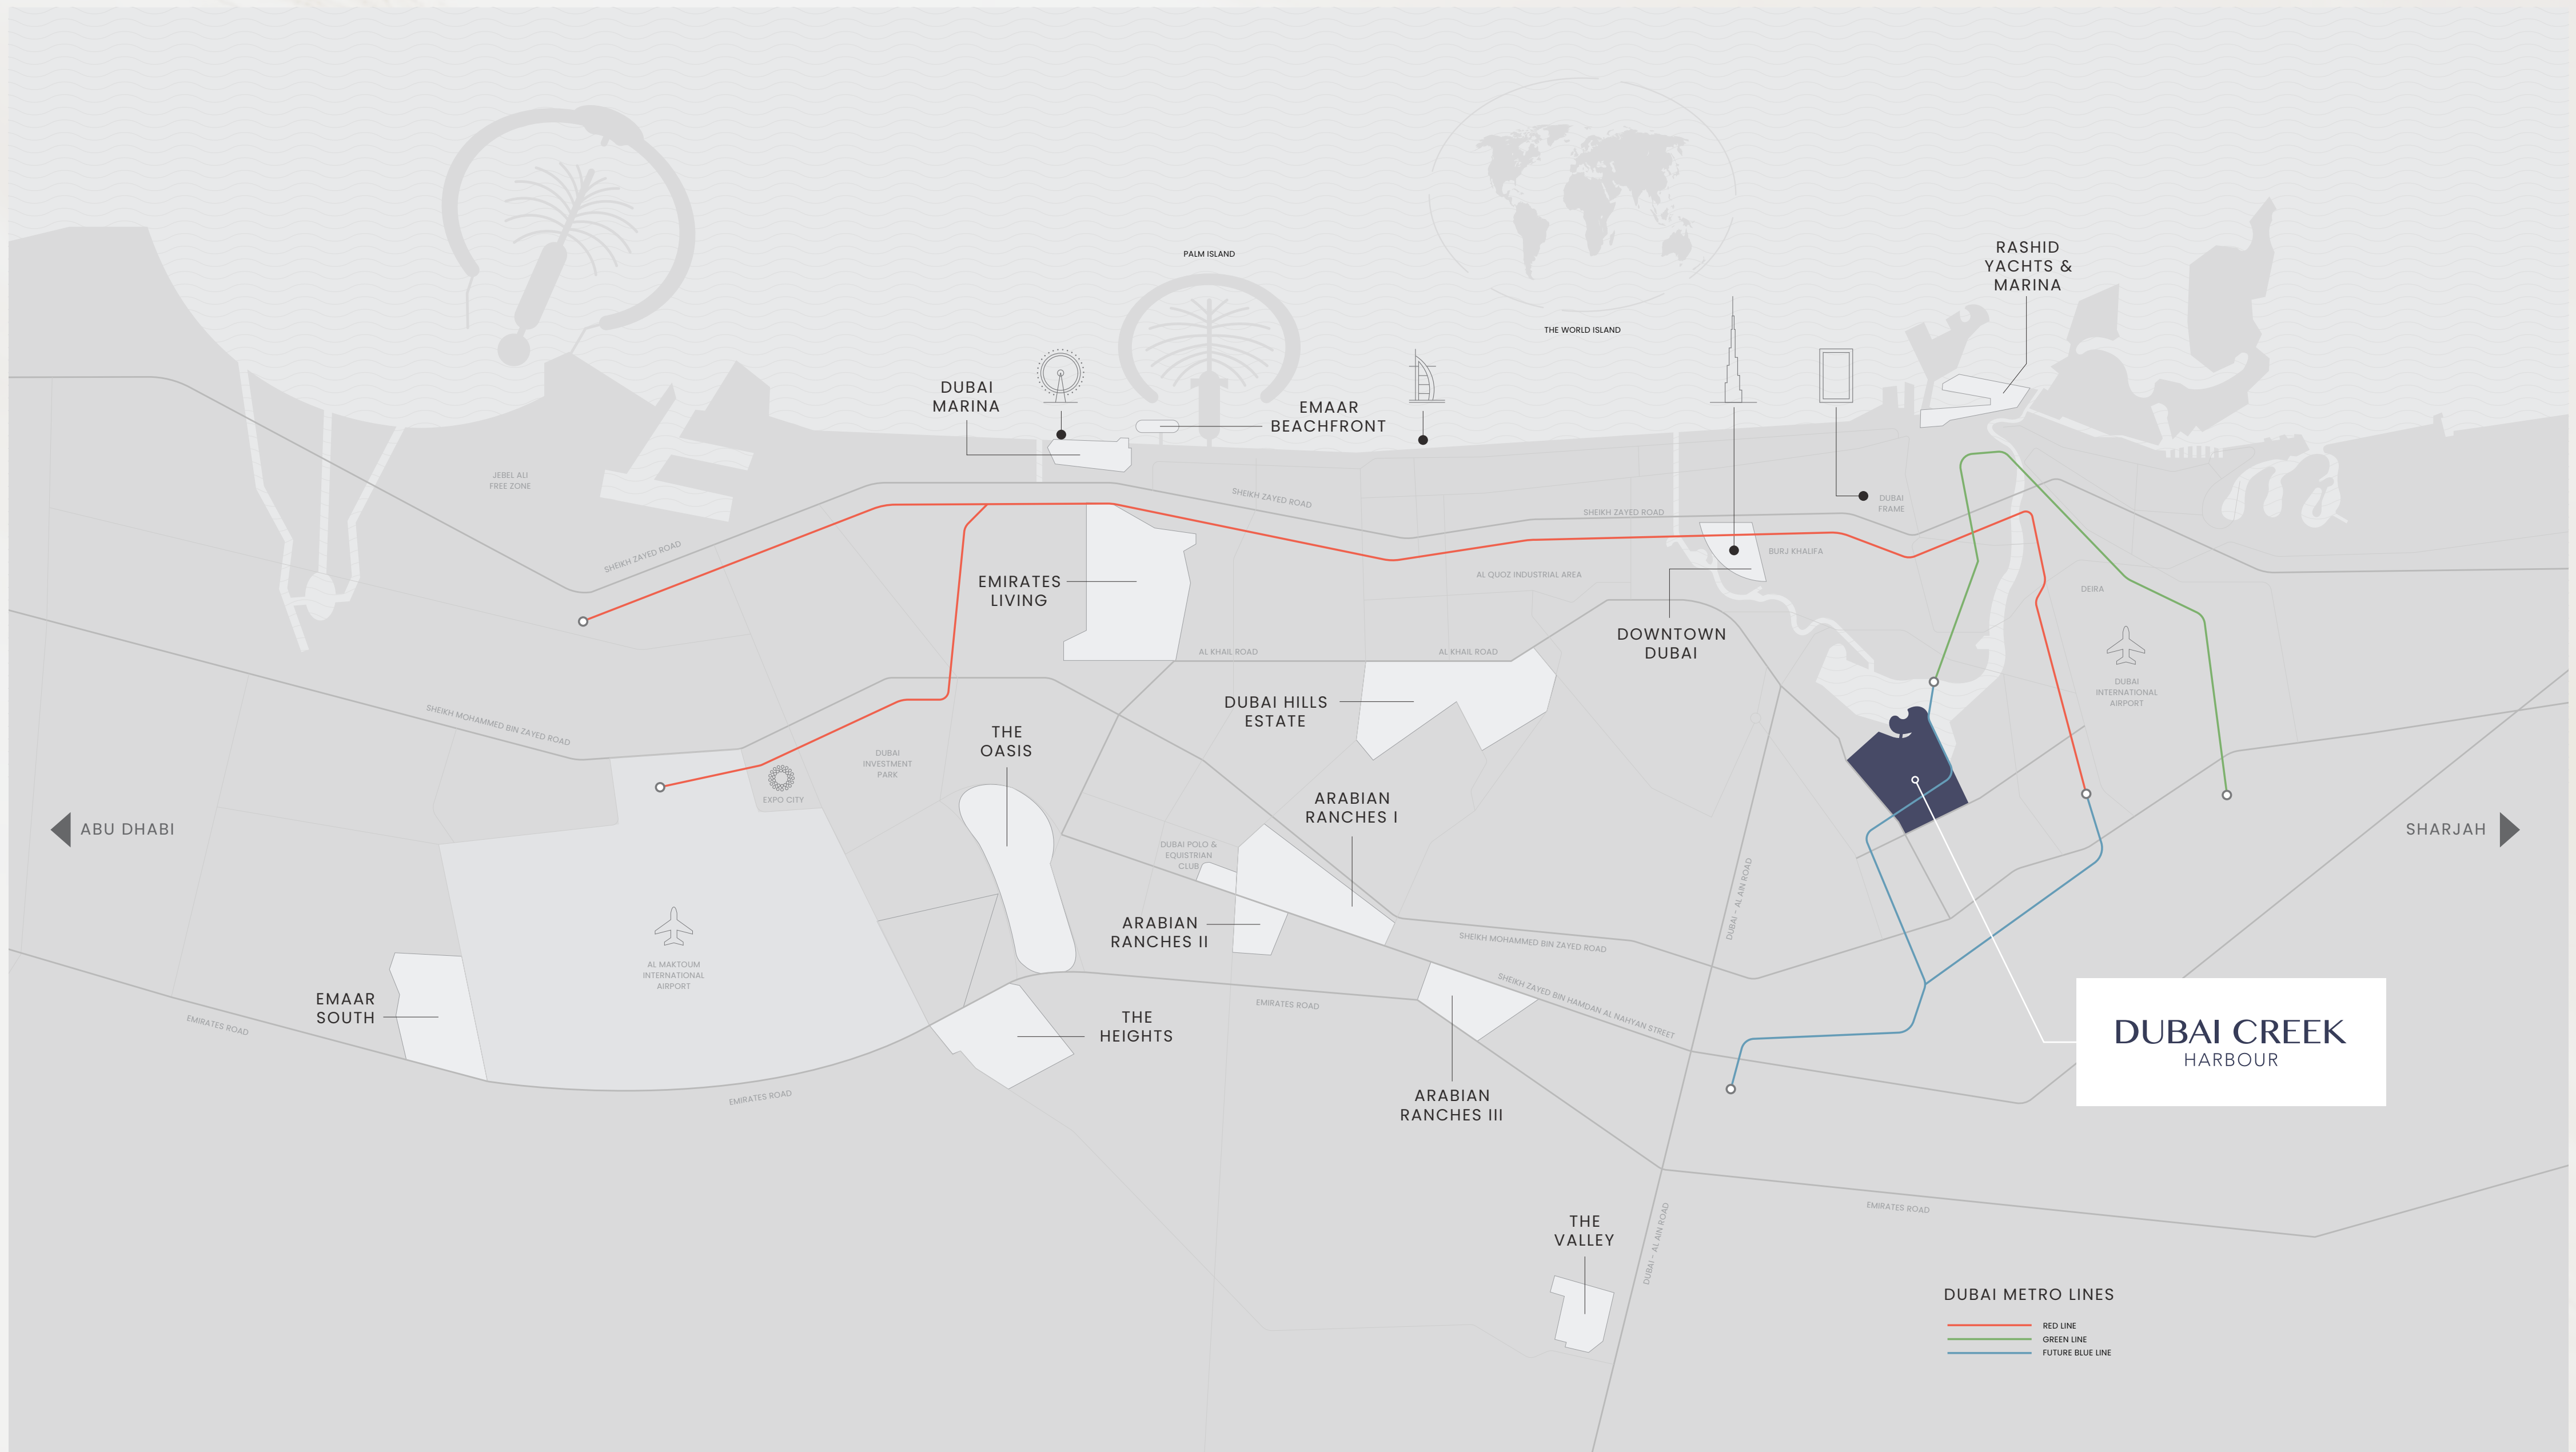 PALM ISLAND
THE WORLD ISLAND
RASHID
YACHTS &
MARINA
DUBAI
MARINA
EMAAR
BEACHFRONT
JEBEL ALI
FREE ZONE
SHEIKH ZAYED ROAD
SHEIKH ZAYED ROAD
SHEIKH ZAYED ROAD
DUBAI
FRAME
BURJ KHALIFA
AL QUOZ INDUSTRIAL AREA
EMIRATES
LIVING
DEIRA
DOWNTOWN
DUBAI
AL KHAIL ROAD
AL KHAIL ROAD
DUBAI
INTERNATIONAL
AIRPORT
DUBAI HILLS
ESTATE
SHEIKH MOHAMMED BIN ZAYED ROAD
THE
OASIS
DUBAI
INVESTMENT
PARK
EXPO CITY
ARABIAN
RANCHES I
ABU DHABI
SHARJAH
DUBAI POLO &
EQUISTRIAN
CLUB
DUBAI - AL AIN ROAD
ARABIAN
RANCHES II
SHEIKH MOHAMMED BIN ZAYED ROAD
AL MAKTOUM
INTERNATIONAL
AIRPORT
EMAAR
SOUTH
EMIRATES ROAD
EMIRATES ROAD
SHEIKH ZAYED BIN HAMDAN AL NAHYAN STREET
THE
HEIGHTS
DUBAI CREEK
HARBOUR
EMIRATES ROAD
ARABIAN
RANCHES III
THE
VALLEY
DUBAI - AL AIN ROAD
EMIRATES ROAD
DUBAI METRO LINES
RED LINE
GREEN LINE
FUTURE BLUE LINE